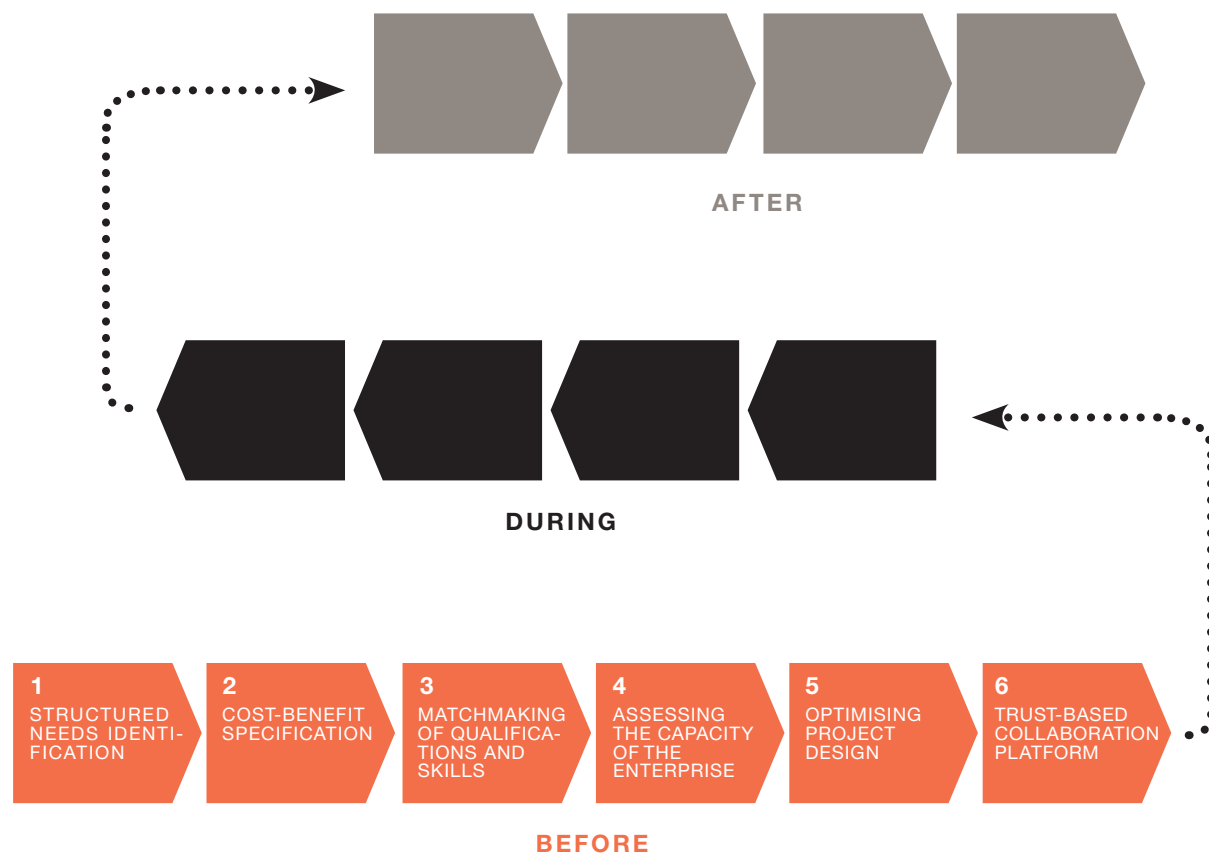 AFTER
DURING
1
STRUCTURED
NEEDS IDENTI-
FICATION
2
COST-BENEFIT
SPECIFICATION
3
MATCHMAKING
OF QUALIFICA-
TIONS AND
SKILLS
4
ASSESSING
THE CAPACITY
OF THE
ENTERPRISE
5
OPTIMISING
PROJECT
DESIGN
6
TRUST-BASED
COLLABORATION
PLATFORM
BEFORE